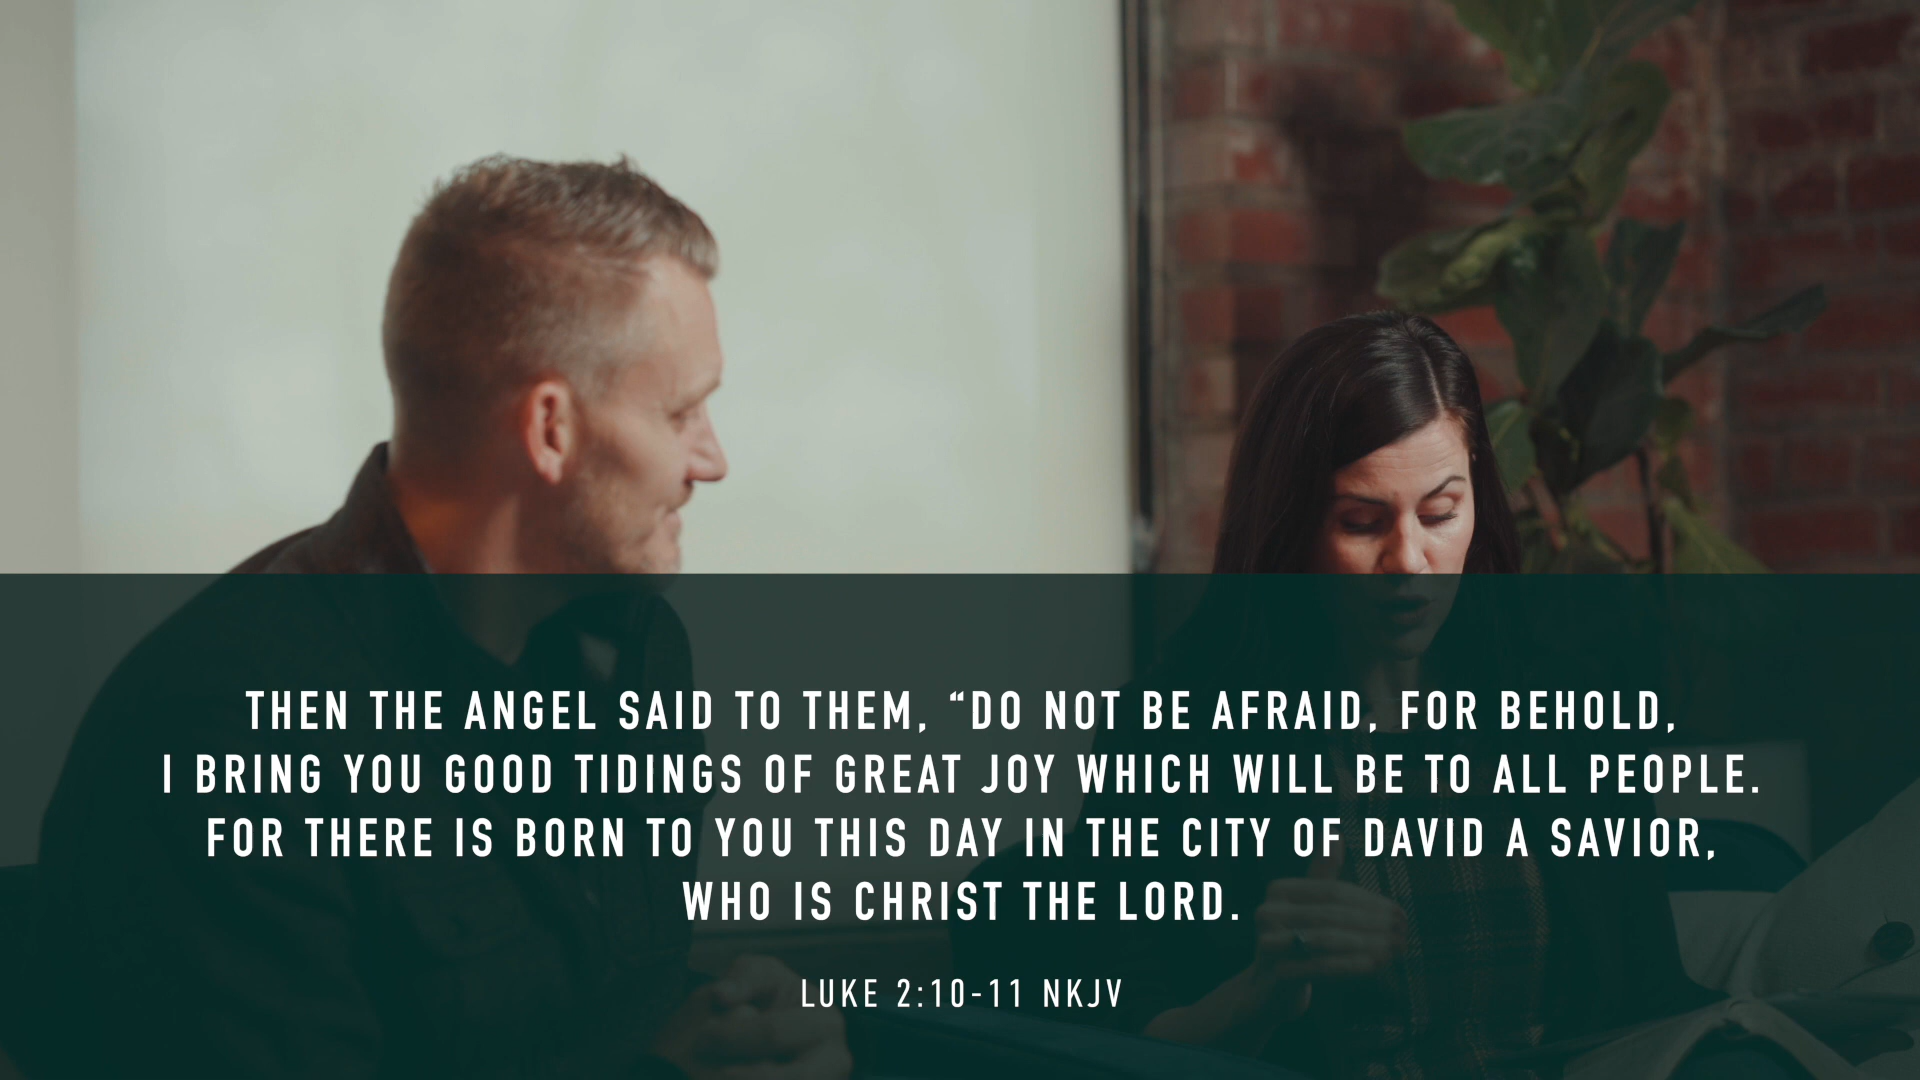 THEN THE ANGEL SAID TO THEM, “DO NOT BE AFRAID, FOR BEHOLD,
I BRING YOU GOOD TIDINGS OF GREAT JOY WHICH WILL BE TO ALL PEOPLE.
FOR THERE IS BORN TO YOU THIS DAY IN THE CITY OF DAVID A SAVIOR,
WHO IS CHRIST THE LORD.
LUKE 2:10-11 NKJV